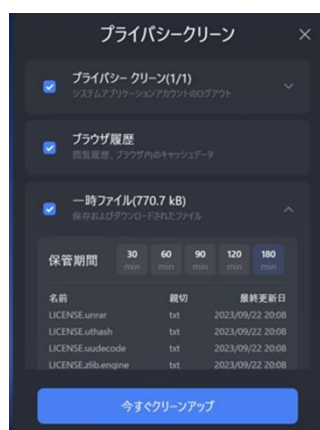 プライバシークリーン
プライバシー クリーン(1/1)
システムアプリケーションアカウントのログアウト
ブラウザ履歴
閲覧履歴, ブラウザ内のキャッシュデータ
一時ファイル(770.7 kB)
保存およびダウンロードされたファイル
保管期間 30 min 60 min 90 min 120 min 180 min
名前 親切 最終更新日
LICENSE.unrar txt 2023/09/22 20:08
LICENSE.uthash txt 2023/09/22 20:08
LICENSE.uudecode txt 2023/09/22 20:08
LICENSE.zlib.engine txt 2023/09/22 20:08
今すぐクリーンアップ